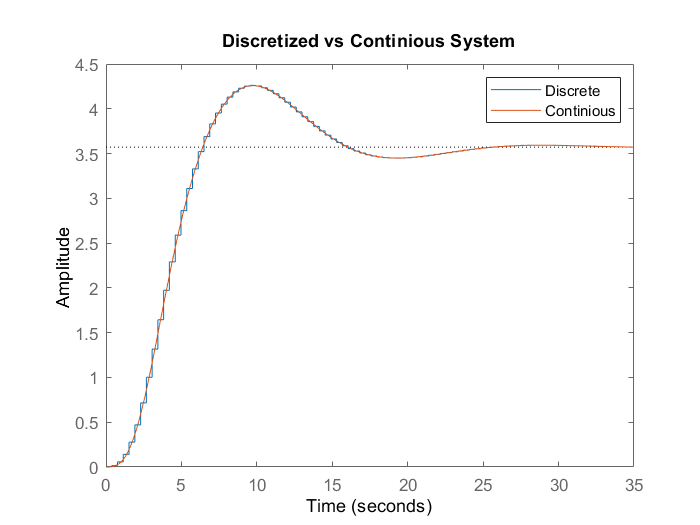 Discretized vs Continious System
4.5
4
3.5
3
2.5
2
1.5
1
0.5
0
Amplitude
Discrete
Continious
0 5 10 15 20 25 30 35
Time (seconds)